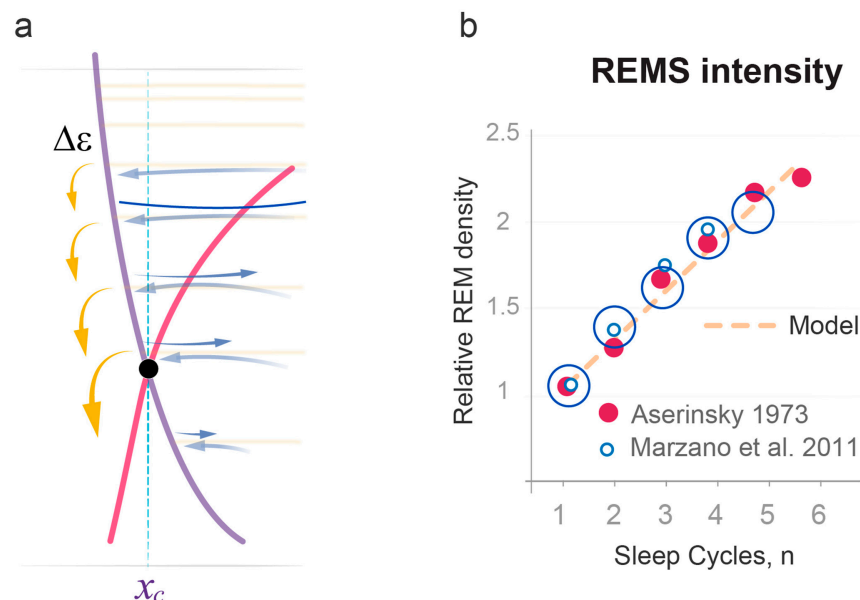 a
Δε
x_c
b
REMS intensity
Relative REM density
2.5
2
1.5
1
Model
Aserinsky 1973
Marzano et al. 2011
1 2 3 4 5 6
Sleep Cycles, n